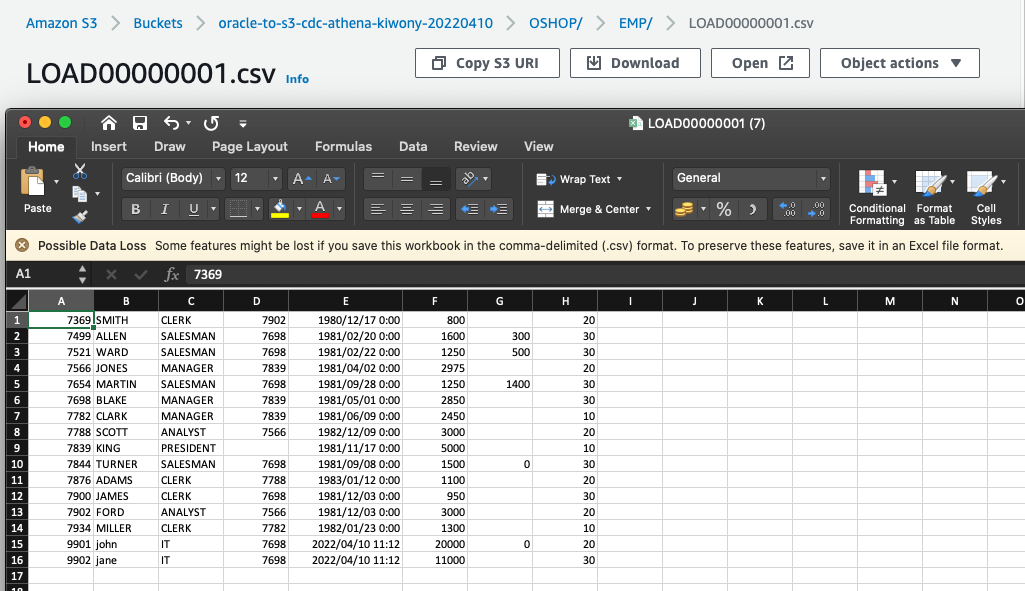 Amazon S3 > Buckets > oracle-to-s3-cdc-athena-kiwony-20220410 > OSHOP/ > EMP/ > LOAD00000001.csv
LOAD00000001.csv Info
Copy S3 URI Download Open Object actions
LOAD00000001 (7)
Home Insert Draw Page Layout Formulas Data Review View
Paste Calibri (Body) 12 A A Wrap Text General
B I U A Merge & Center % Conditional Formatting Format as Table Cell Styles
Possible Data Loss Some features might be lost if you save this workbook in the comma-delimited (.csv) format. To preserve these features, save it in an Excel file format.
A1 fx 7369
A B C D E F G H I J K L M N O
1 7369 SMITH CLERK 7902 1980/12/17 0:00 800 20
2 7499 ALLEN SALESMAN 7698 1981/02/20 0:00 1600 300 30
3 7521 WARD SALESMAN 7698 1981/02/22 0:00 1250 500 30
4 7566 JONES MANAGER 7839 1981/04/02 0:00 2975 20
5 7654 MARTIN SALESMAN 7698 1981/09/28 0:00 1250 1400 30
6 7698 BLAKE MANAGER 7839 1981/05/01 0:00 2850 30
7 7782 CLARK MANAGER 7839 1981/06/09 0:00 2450 10
8 7788 SCOTT ANALYST 7566 1982/12/09 0:00 3000 20
9 7839 KING PRESIDENT 1981/11/17 0:00 5000 10
10 7844 TURNER SALESMAN 7698 1981/09/08 0:00 1500 0 30
11 7876 ADAMS CLERK 7788 1983/01/12 0:00 1100 20
12 7900 JAMES CLERK 7698 1981/12/03 0:00 950 30
13 7902 FORD ANALYST 7566 1981/12/03 0:00 3000 20
14 7934 MILLER CLERK 7782 1982/01/23 0:00 1300 10
15 9901 john IT 7698 2022/04/10 11:12 20000 0 20
16 9902 jane IT 7698 2022/04/10 11:12 11000 30
17